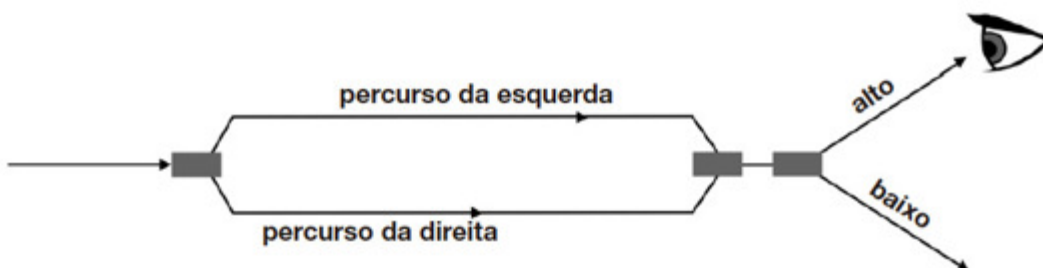 percurso da esquerda
alto
baixo
percurso da direita